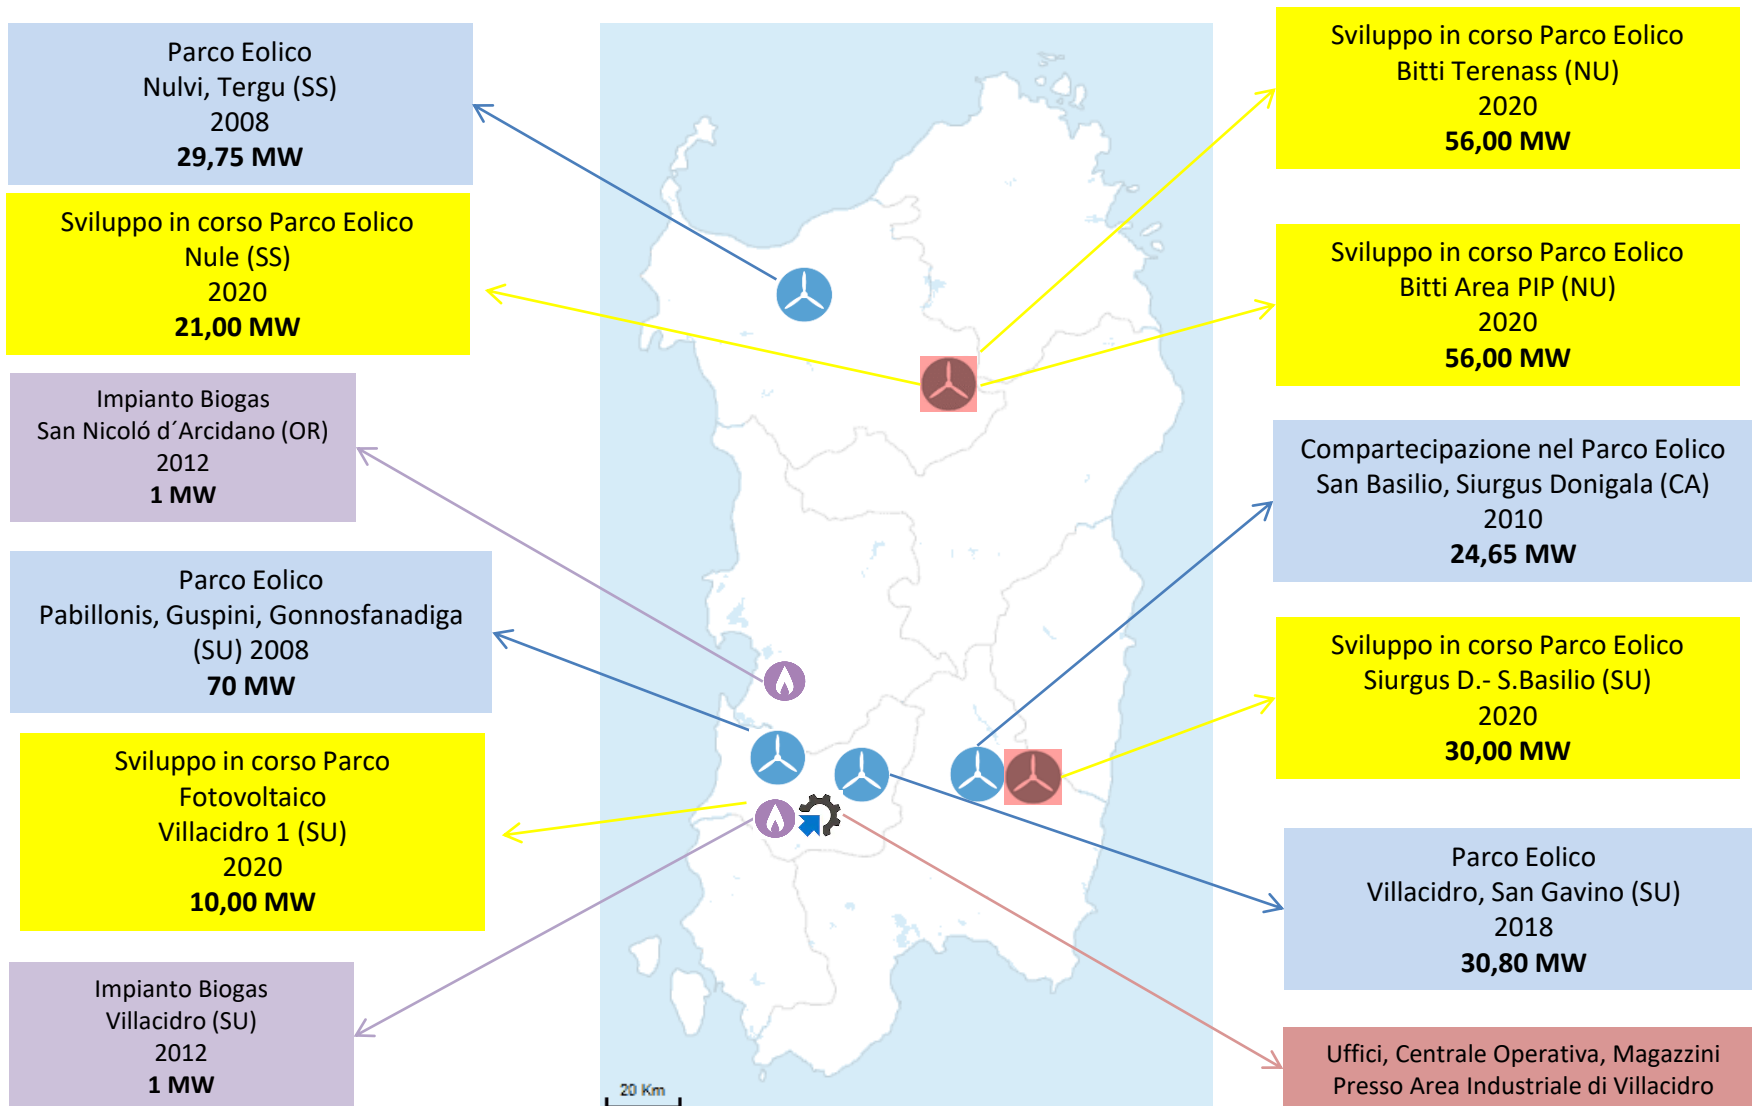 Parco Eolico
Nulvi, Tergu (SS)
2008
29,75 MW
Sviluppo in corso Parco Eolico
Nule (SS)
2020
21,00 MW
Impianto Biogas
San Nicoló d´Arcidano (OR)
2012
1 MW
Parco Eolico
Pabillonis, Guspini, Gonnosfanadiga
(SU) 2008
70 MW
Sviluppo in corso Parco
Fotovoltaico
Villacidro 1 (SU)
2020
10,00 MW
Impianto Biogas
Villacidro (SU)
2012
1 MW
20 Km
Sviluppo in corso Parco Eolico
Bitti Terenass (NU)
2020
56,00 MW
Sviluppo in corso Parco Eolico
Bitti Area PIP (NU)
2020
56,00 MW
Compartecipazione nel Parco Eolico
San Basilio, Siurgus Donigala (CA)
2010
24,65 MW
Sviluppo in corso Parco Eolico
Siurgus D.- S.Basilio (SU)
2020
30,00 MW
Parco Eolico
Villacidro, San Gavino (SU)
2018
30,80 MW
Uffici, Centrale Operativa, Magazzini
Presso Area Industriale di Villacidro